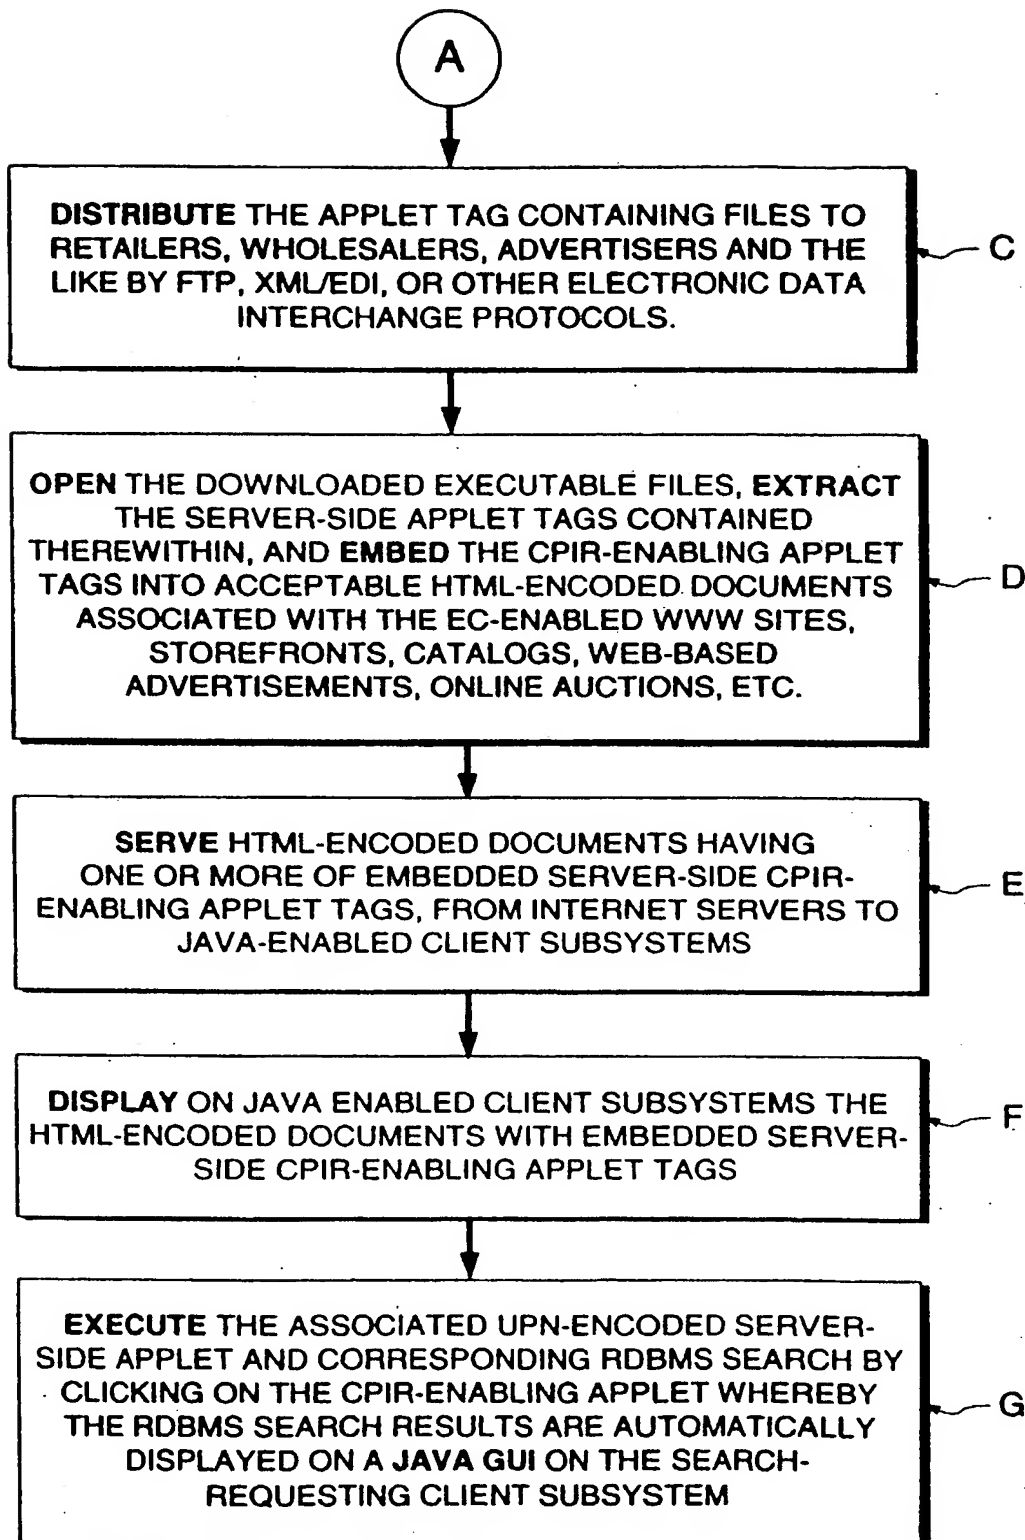 A
DISTRIBUTE THE APPLET TAG CONTAINING FILES TO
RETAILERS, WHOLESALERS, ADVERTISERS AND THE
LIKE BY FTP, XML/EDI, OR OTHER ELECTRONIC DATA
INTERCHANGE PROTOCOLS.
C
OPEN THE DOWNLOADED EXECUTABLE FILES, EXTRACT
THE SERVER-SIDE APPLET TAGS CONTAINED
THEREWITHIN, AND EMBED THE CPIR-ENABLING APPLET
TAGS INTO ACCEPTABLE HTML-ENCODED DOCUMENTS
ASSOCIATED WITH THE EC-ENABLED WWW SITES,
STOREFRONTS, CATALOGS, WEB-BASED
ADVERTISEMENTS, ONLINE AUCTIONS, ETC.
D
SERVE HTML-ENCODED DOCUMENTS HAVING
ONE OR MORE OF EMBEDDED SERVER-SIDE CPIR-
ENABLING APPLET TAGS, FROM INTERNET SERVERS TO
JAVA-ENABLED CLIENT SUBSYSTEMS
E
DISPLAY ON JAVA ENABLED CLIENT SUBSYSTEMS THE
HTML-ENCODED DOCUMENTS WITH EMBEDDED SERVER-
SIDE CPIR-ENABLING APPLET TAGS
F
EXECUTE THE ASSOCIATED UPN-ENCODED SERVER-
SIDE APPLET AND CORRESPONDING RDBMS SEARCH BY
CLICKING ON THE CPIR-ENABLING APPLET WHEREBY
THE RDBMS SEARCH RESULTS ARE AUTOMATICALLY
DISPLAYED ON A JAVA GUI ON THE SEARCH-
REQUESTING CLIENT SUBSYSTEM
G